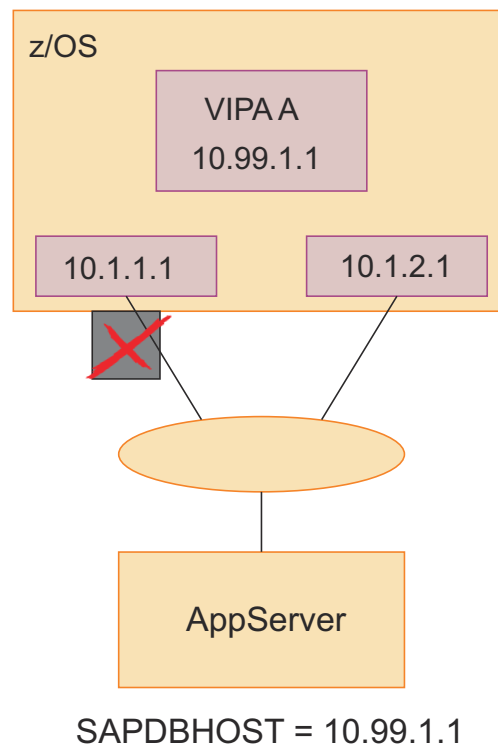 z/OS
VIPA A
10.99.1.1
10.1.1.1
10.1.2.1
AppServer
SAPDBHOST = 10.99.1.1